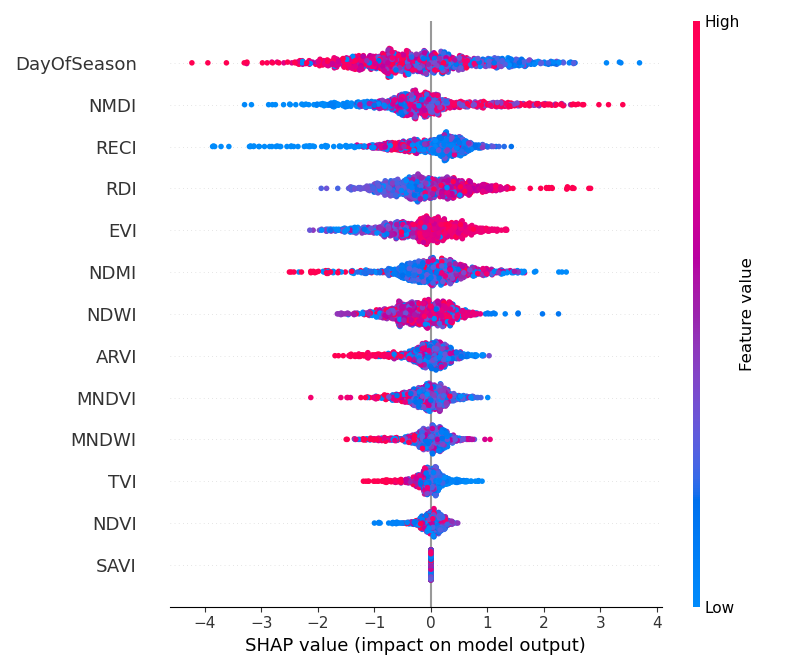 High
DayOfSeason
NMDI
RECI
RDI
EVI
NDMI
NDWI
ARVI
MNDVI
MNDWI
TVI
NDVI
SAVI
Feature value
Low
−4 −3 −2 −1 0 1 2 3 4
SHAP value (impact on model output)